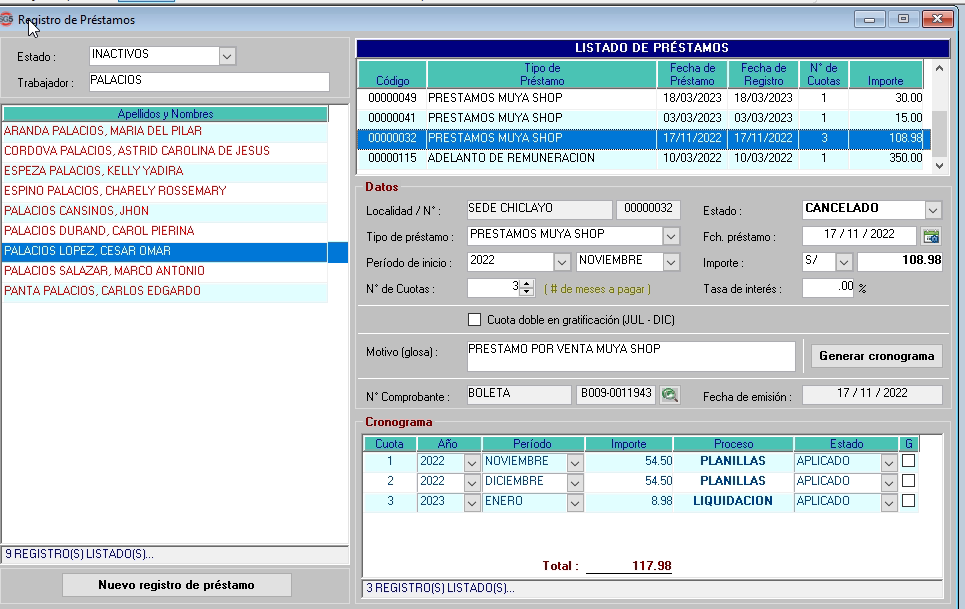 Registro de Préstamos
Estado :
INACTIVOS
Trabajador :
PALACIOS
Apellidos y Nombres
ARANDA PALACIOS, MARIA DEL PILAR
CORDOVA PALACIOS, ASTRID CAROLINA DE JESUS
ESPEZA PALACIOS, KELLY YADIRA
ESPINO PALACIOS, CHARELY ROSSEMARY
PALACIOS CANSINOS, JHON
PALACIOS DURAND, CAROL PIERINA
PALACIOS LOPEZ, CESAR OMAR
PALACIOS SALAZAR, MARCO ANTONIO
PANTA PALACIOS, CARLOS EDGARDO
9 REGISTRO(S) LISTADO(S)...
Nuevo registro de préstamo
LISTADO DE PRÉSTAMOS
Código Tipo de Préstamo Fecha de Préstamo Fecha de Registro N° de Cuotas Importe
00000049 PRESTAMOS MUYA SHOP 18/03/2023 18/03/2023 1 30.00
00000041 PRESTAMOS MUYA SHOP 03/03/2023 03/03/2023 1 15.00
00000032 PRESTAMOS MUYA SHOP 17/11/2022 17/11/2022 3 108.98
00000115 ADELANTO DE REMUNERACION 10/03/2022 10/03/2022 1 350.00
Datos
Localidad / N° : SEDE CHICLAYO 00000032 Estado : CANCELADO
Tipo de préstamo : PRESTAMOS MUYA SHOP Fch. préstamo : 17 / 11 / 2022
Período de inicio : 2022 NOVIEMBRE Importe : S/ 108.98
N° de Cuotas : 3 ( # de meses a pagar ) Tasa de interés : .00 %
Cuota doble en gratificación (JUL - DIC)
Motivo (glosa) : PRESTAMO POR VENTA MUYA SHOP Generar cronograma
N° Comprobante : BOLETA B009-0011943 Fecha de emisión : 17 / 11 / 2022
Cronograma
Cuota Año Período Importe Proceso Estado G
1 2022 NOVIEMBRE 54.50 PLANILLAS APLICADO
2 2022 DICIEMBRE 54.50 PLANILLAS APLICADO
3 2023 ENERO 8.98 LIQUIDACION APLICADO
Total : 117.98
3 REGISTRO(S) LISTADO(S)...